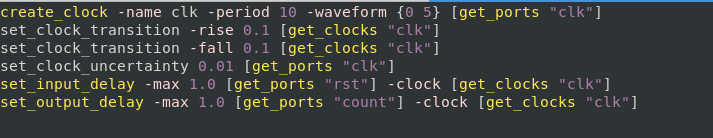 create_clock -name clk -period 10 -waveform {0 5} [get_ports "clk"]
set_clock_transition -rise 0.1 [get_clocks "clk"]
set_clock_transition -fall 0.1 [get_clocks "clk"]
set_clock_uncertainty 0.01 [get_ports "clk"]
set_input_delay -max 1.0 [get_ports "rst"] -clock [get_clocks "clk"]
set_output_delay -max 1.0 [get_ports "count"] -clock [get_clocks "clk"]